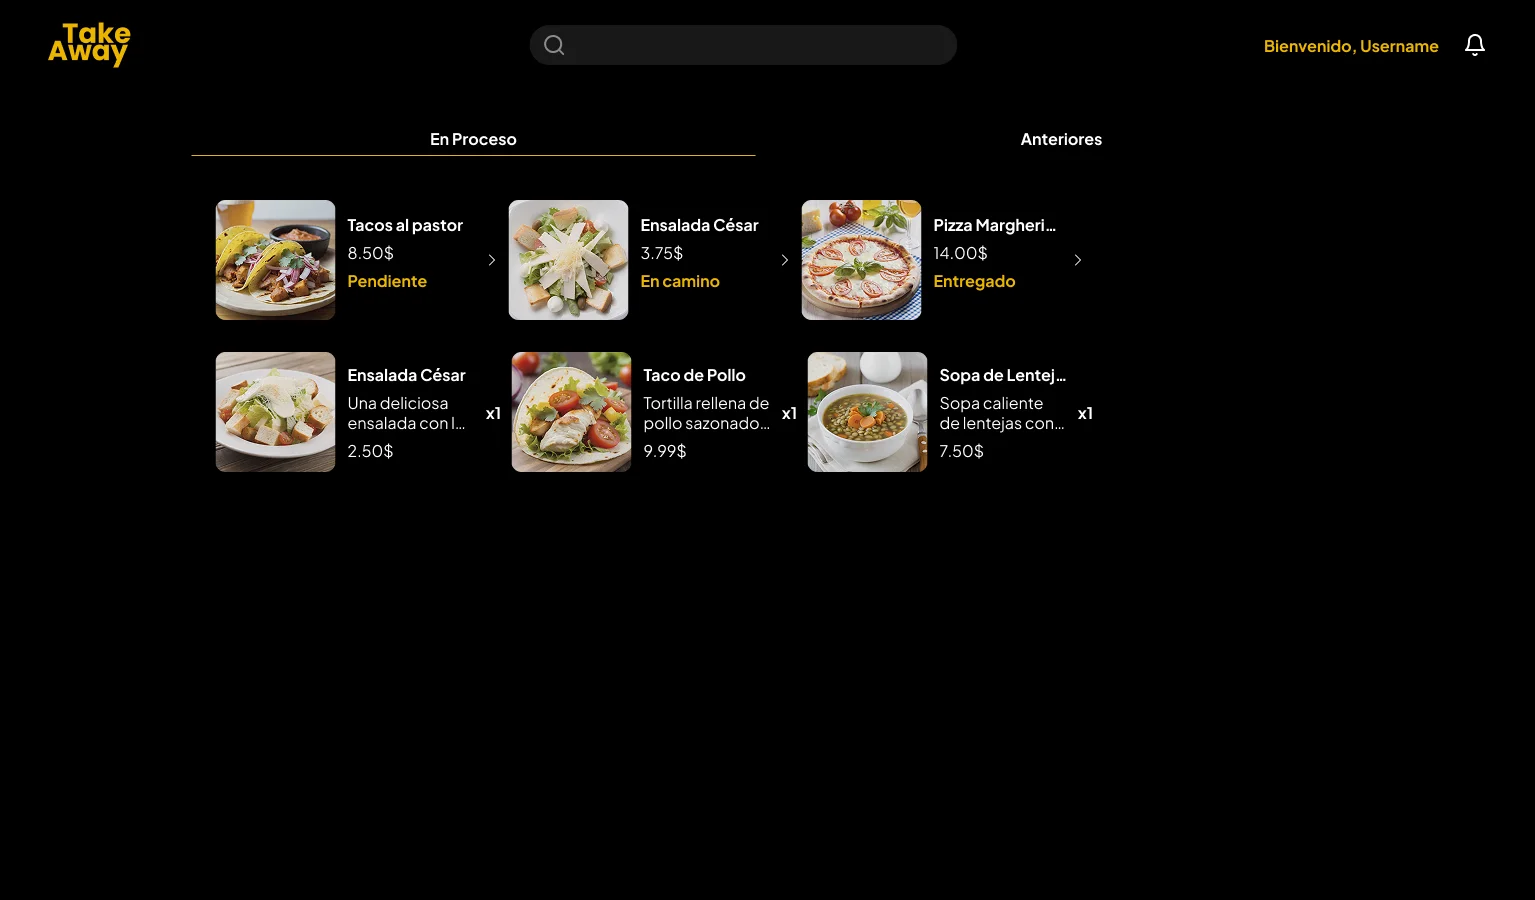 Take
Away
Bienvenido, Username
En Proceso
Anteriores
Tacos al pastor
8.50$
Pendiente
Ensalada César
3.75$
En camino
Pizza Margheri...
14.00$
Entregado
Ensalada César
Una deliciosa
ensalada con l...
2.50$
x1
Taco de Pollo
Tortilla rellena de
pollo sazonado...
9.99$
x1
Sopa de Lentej...
Sopa caliente
de lentejas con...
7.50$
x1